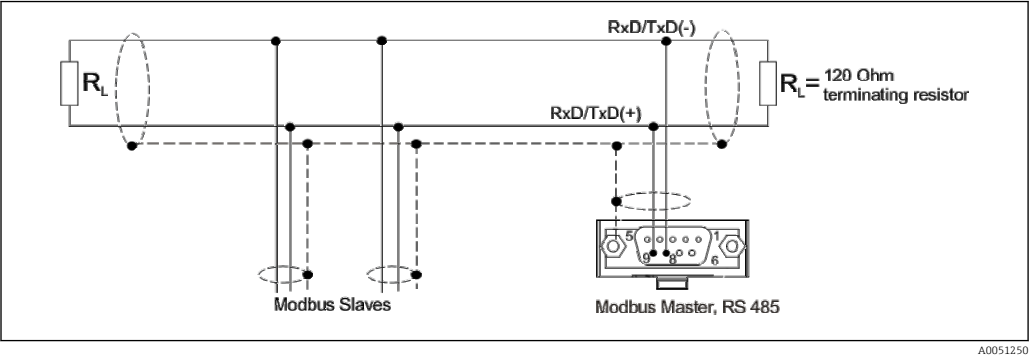 RxD/TxD(-)
RL
RL= 120 Ohm
terminating resistor
RxD/TxD(+)
5 1
9 8 6
Modbus Slaves
Modbus Master, RS 485
A0051250